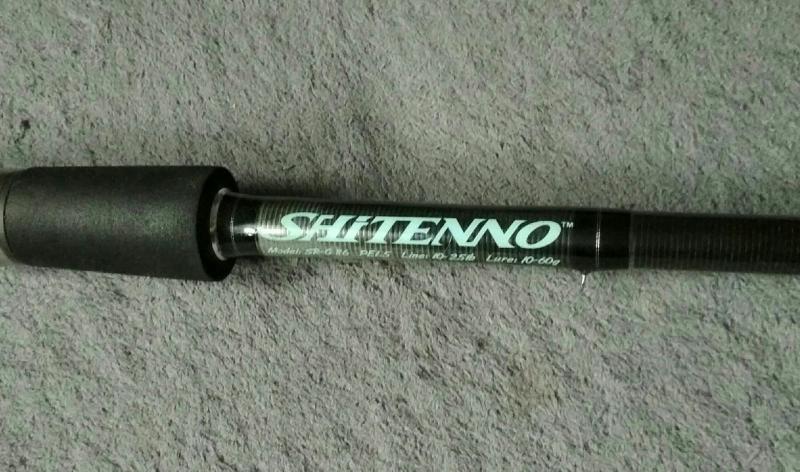 SHiTENNO™
Model: SR-G 86 PE1.5 Line: 10-25lb Lure: 10-60g